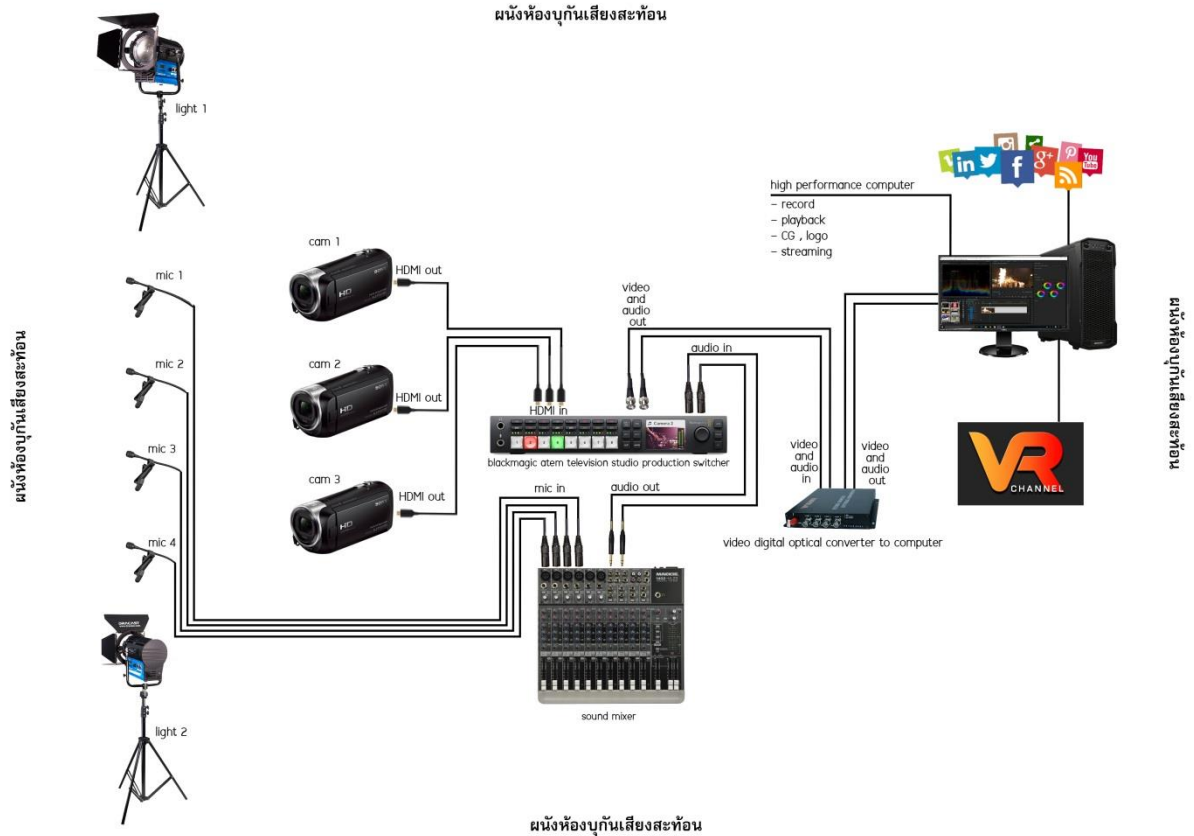 ผนังห้องบุกันเสียงสะท้อน
light 1
high performance computer
- record
- playback
- CG , logo
- streaming
in
f
g+
You
Tube
cam 1
HDMI out
mic 1
video
and
audio
out
audio in
ผนังห้องบุกันเสียงสะท้อน
ผนังห้องบุกันเสียงสะท้อน
mic 2
cam 2
HDMI out
HDMI in
Camera 2
blackmagic atem television studio production switcher
mic 3
cam 3
HDMI out
mic in
audio out
video
and
audio
in
video
and
audio
out
VR
CHANNEL
mic 4
video digital optical converter to computer
light 2
sound mixer
ผนังห้องบุกันเสียงสะท้อน